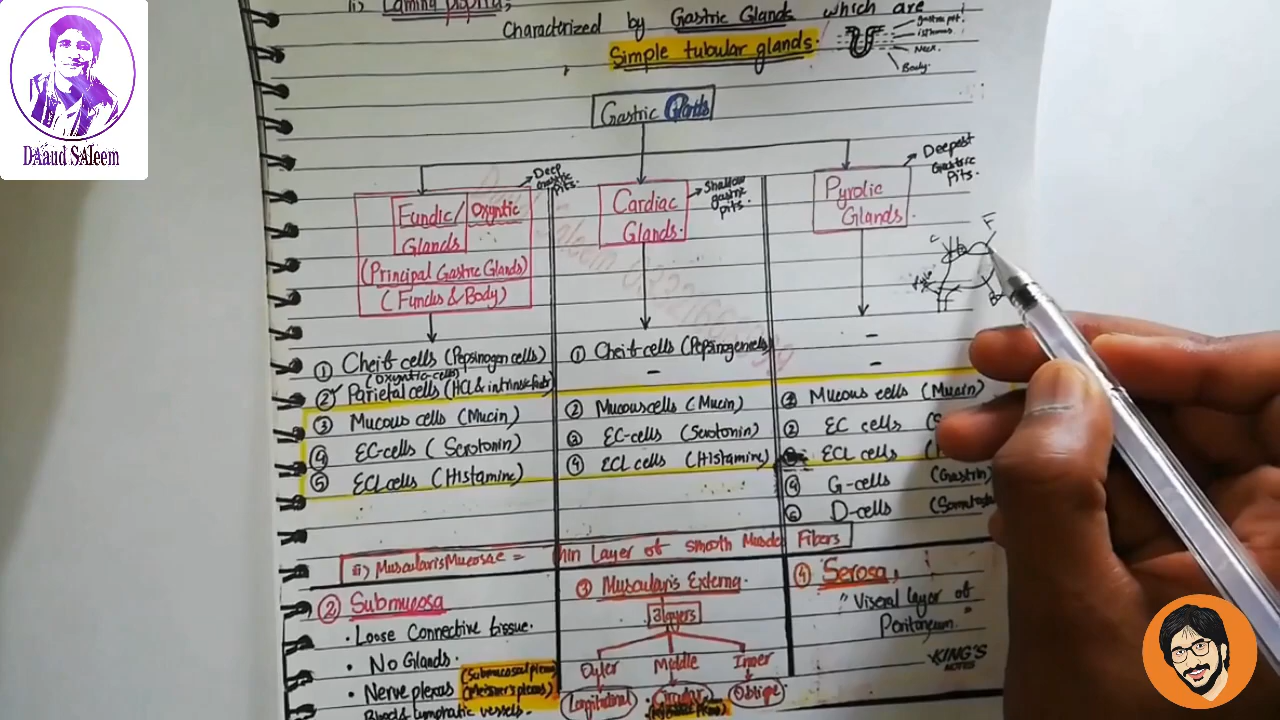 ii) Lamina propria;
Characterized by Gastric Glands which are
Simple tubular glands.
gastric pit.
isthmus
Neck.
Body.
DAaud SAleem
Gastric Glands
Deep gastric pits.
Shallow gastric pits.
Deepest Gastric pits.
Fundic/ Oxyntic
Glands
(Principal Gastric Glands)
(Fundus & Body)
Cardiac
Glands.
Pyrolic
Glands.
F
① Cheif cells (Pepsinogen cells)
(Oxyntic cells)
② Parietal cells (HCL & intrinsic factor)
③ Mucous cells (Mucin)
④ EC-cells (Serotonin)
⑤ ECL cells (Histamine)
① Cheif cells (Pepsinogen cells)
-
② Mucous cells (Mucin)
③ EC-cells (Serotonin)
④ ECL cells (Histamine)
-
-
Mucous cells (Mucin)
② EC cells
ECL cells
④ G-cells (Gastrin)
D-cells
iii) Muscularis Mucosae = thin Layer of smooth Muscle Fibers
② Submucosa
• Loose Connective tissue.
• No Glands.
• Nerve plexus (Submucosal plexus)
(Meissner's plexus)
Blood & lymphatic vessels.
③ Muscularis Externa.
3 layers
Outer Middle Inner
Longitudinal Circular Oblique
④ Serosa,
"Viseral layer of
Peritoneum."
KING'S
NOTES